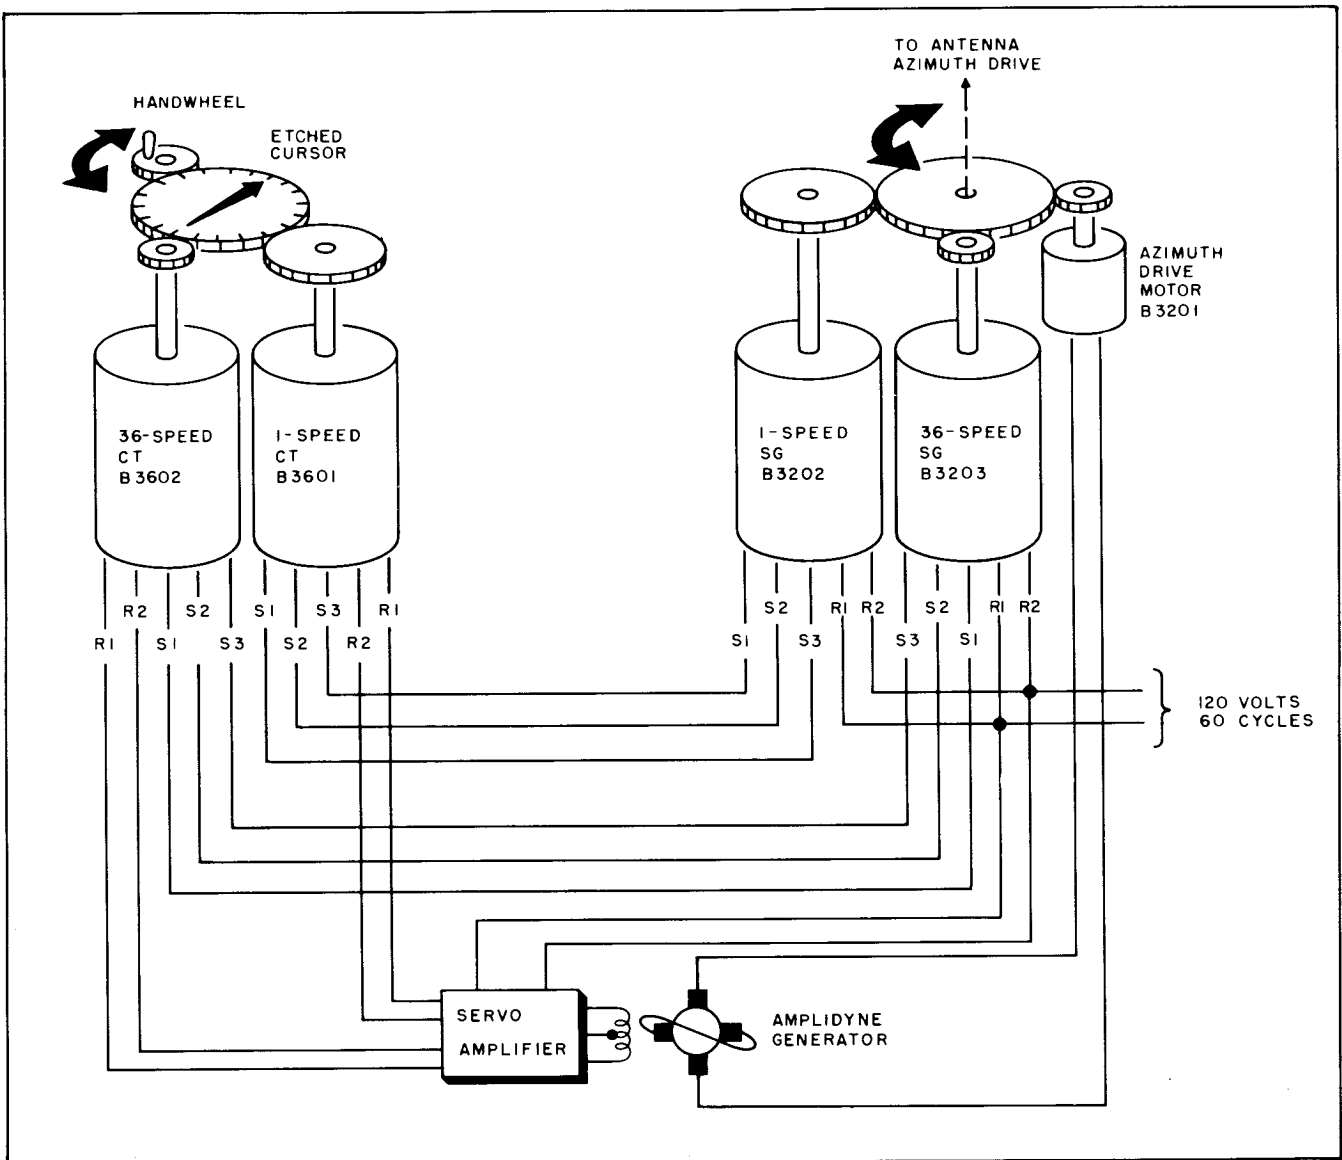 TO ANTENNA
AZIMUTH DRIVE
HANDWHEEL
ETCHED
CURSOR
AZIMUTH
DRIVE
MOTOR
B3201
36-SPEED
CT
B3602
1-SPEED
CT
B3601
1-SPEED
SG
B3202
36-SPEED
SG
B3203
R1
R2
S1
S2
S3
S1
S2
S3
R2
R1
S1
S2
S3
R1
R2
S3
S2
S1
R1
R2
120 VOLTS
60 CYCLES
SERVO
AMPLIFIER
AMPLIDYNE
GENERATOR